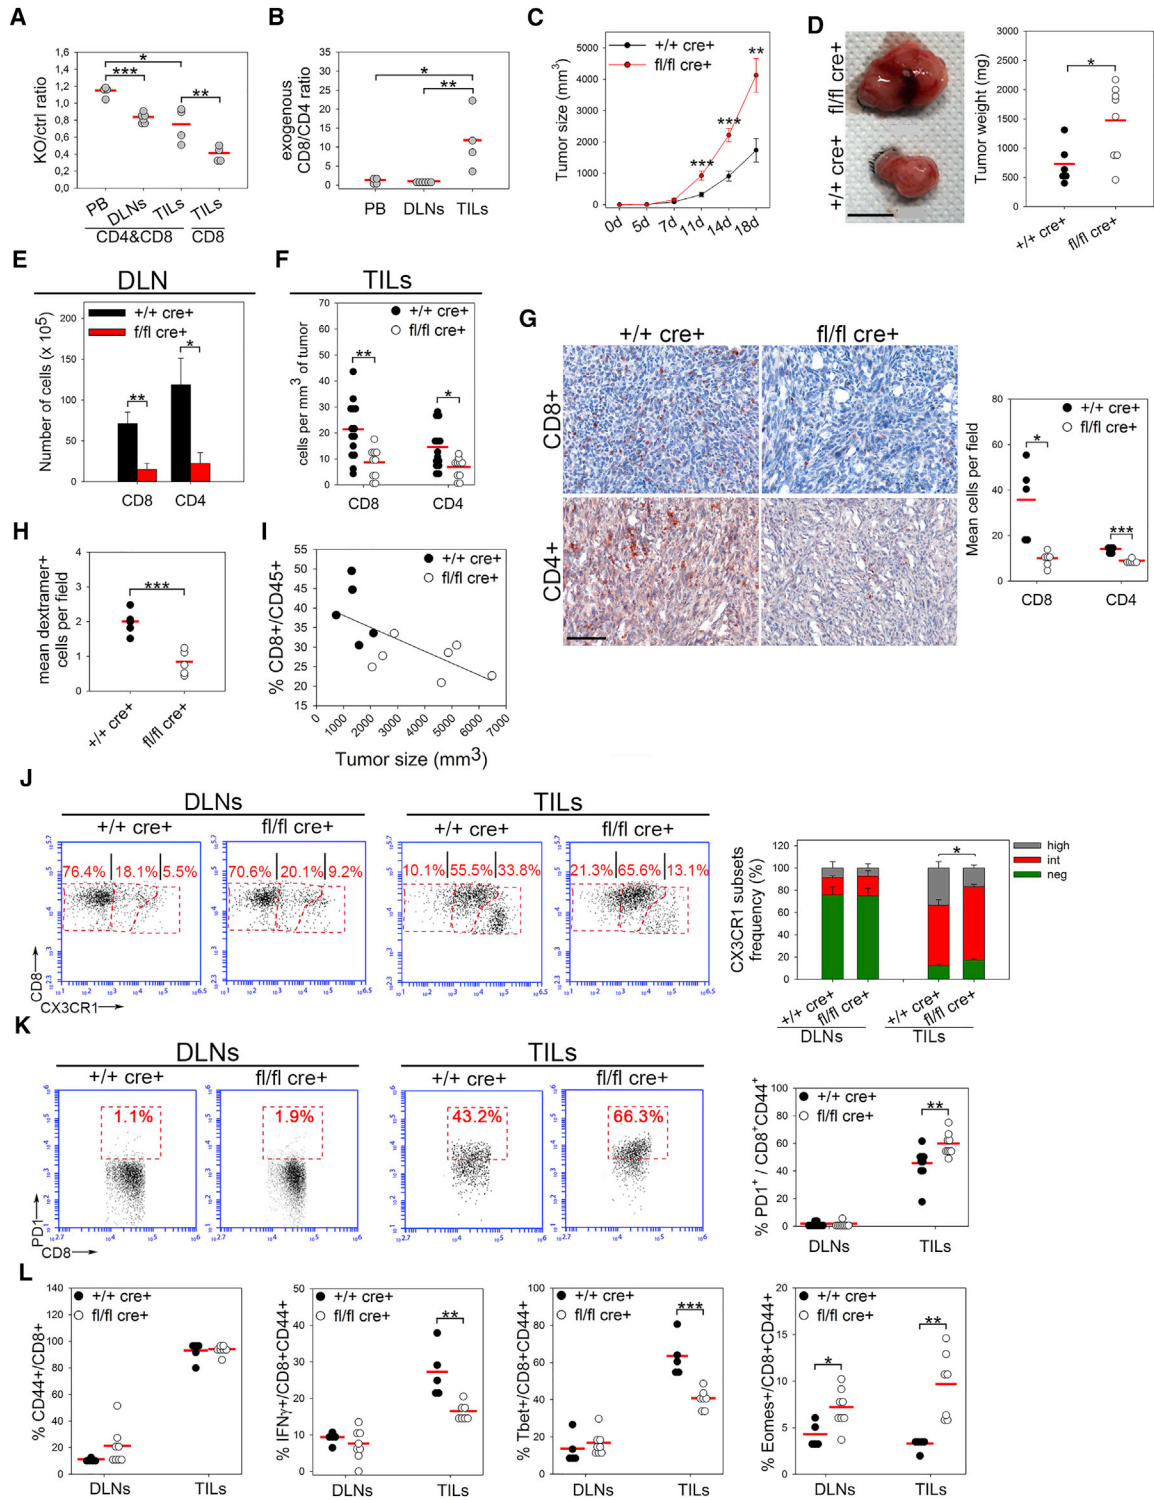 A
KO/ctrl ratio
1,6
1,4
1,2
1,0
0,8
0,6
0,4
0,2
0,0
*
***
**
PB
DLNs
TILs
TILs
CD4&CD8
CD8
B
exogenous
CD8/CD4 ratio
35
30
25
20
15
10
5
0
*
**
PB
DLNs
TILs
C
Tumor size (mm3)
5000
4000
3000
2000
1000
0
+/+ cre+
fl/fl cre+
**
***
***
0d
5d
7d
11d
14d
18d
D
fl/fl cre+
+/+ cre+
Tumor weight (mg)
3000
2500
2000
1500
1000
500
0
*
+/+ cre+
fl/fl cre+
E
DLN
Number of cells (x 105)
200
150
100
50
0
+/+ cre+
f/fl cre+
*
**
CD8
CD4
F
TILs
cells per mm3 of tumor
70
60
50
40
30
20
10
0
+/+ cre+
fl/fl cre+
**
*
CD8
CD4
G
+/+ cre+
fl/fl cre+
CD8+
CD4+
Mean cells per field
80
60
40
20
0
+/+ cre+
fl/fl cre+
*
***
CD8
CD4
H
mean dextramer+
cells per field
4
3
2
1
0
***
+/+ cre+
fl/fl cre+
I
% CD8+/CD45+
55
50
45
40
35
30
25
20
15
+/+ cre+
fl/fl cre+
0
1000
2000
3000
4000
5000
6000
7000
Tumor size (mm3)
J
DLNs
TILs
+/+ cre+
fl/fl cre+
+/+ cre+
fl/fl cre+
76.4%
18.1%
5.5%
70.6%
20.1%
9.2%
10.1%
55.5%
33.8%
21.3%
65.6%
13.1%
CD8
CX3CR1
CX3CR1 subsets
frequency (%)
120
100
80
60
40
20
0
*
high
int
neg
+/+ cre+
fl/fl cre+
+/+ cre+
fl/fl cre+
DLNs
TILs
K
DLNs
TILs
+/+ cre+
fl/fl cre+
+/+ cre+
fl/fl cre+
1.1%
1.9%
43.2%
66.3%
PD1
CD8
% PD1+ / CD8+CD44+
100
80
60
40
20
0
+/+ cre+
fl/fl cre+
**
DLNs
TILs
L
% CD44+/CD8+
140
120
100
80
60
40
20
0
+/+ cre+
fl/fl cre+
DLNs
TILs
% IFNγ+/CD8+CD44+
50
40
30
20
10
0
+/+ cre+
fl/fl cre+
**
DLNs
TILs
% Tbet+/CD8+CD44+
100
80
60
40
20
0
+/+ cre+
fl/fl cre+
***
DLNs
TILs
% Eomes+/CD8+CD44+
20
15
10
5
0
+/+ cre+
fl/fl cre+
*
**
DLNs
TILs